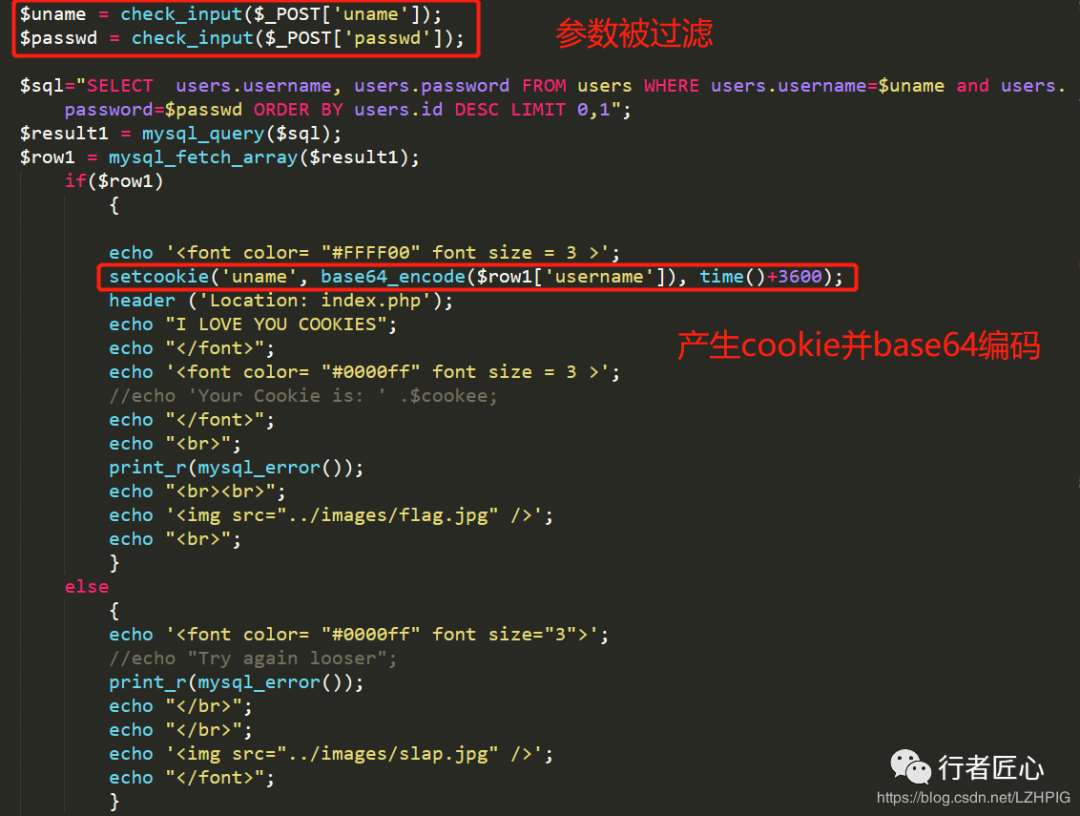 $uname = check_input($_POST['uname']);
$passwd = check_input($_POST['passwd']);
参数被过滤
$sql="SELECT  users.username, users.password FROM users WHERE users.username=$uname and users.
password=$passwd ORDER BY users.id DESC LIMIT 0,1";
$result1 = mysql_query($sql);
$row1 = mysql_fetch_array($result1);
if($row1)
{
echo '<font color= "#FFFF00" font size = 3 >';
setcookie('uname', base64_encode($row1['username']), time()+3600);
header ('Location: index.php');
echo "I LOVE YOU COOKIES";
产生cookie并base64编码
echo "</font>";
echo '<font color= "#0000ff" font size = 3 >';
//echo 'Your Cookie is: ' .$cookee;
echo "</font>";
echo "<br>";
print_r(mysql_error());
echo "<br><br>";
echo '<img src="../images/flag.jpg" />';
echo "<br>";
}
else
{
echo '<font color= "#0000ff" font size="3">';
//echo "Try again looser";
print_r(mysql_error());
echo "</br>";
echo "</br>";
echo '<img src="../images/slap.jpg" />';
echo "</font>";
}
行者匠心
https://blog.csdn.net/LZHPIG